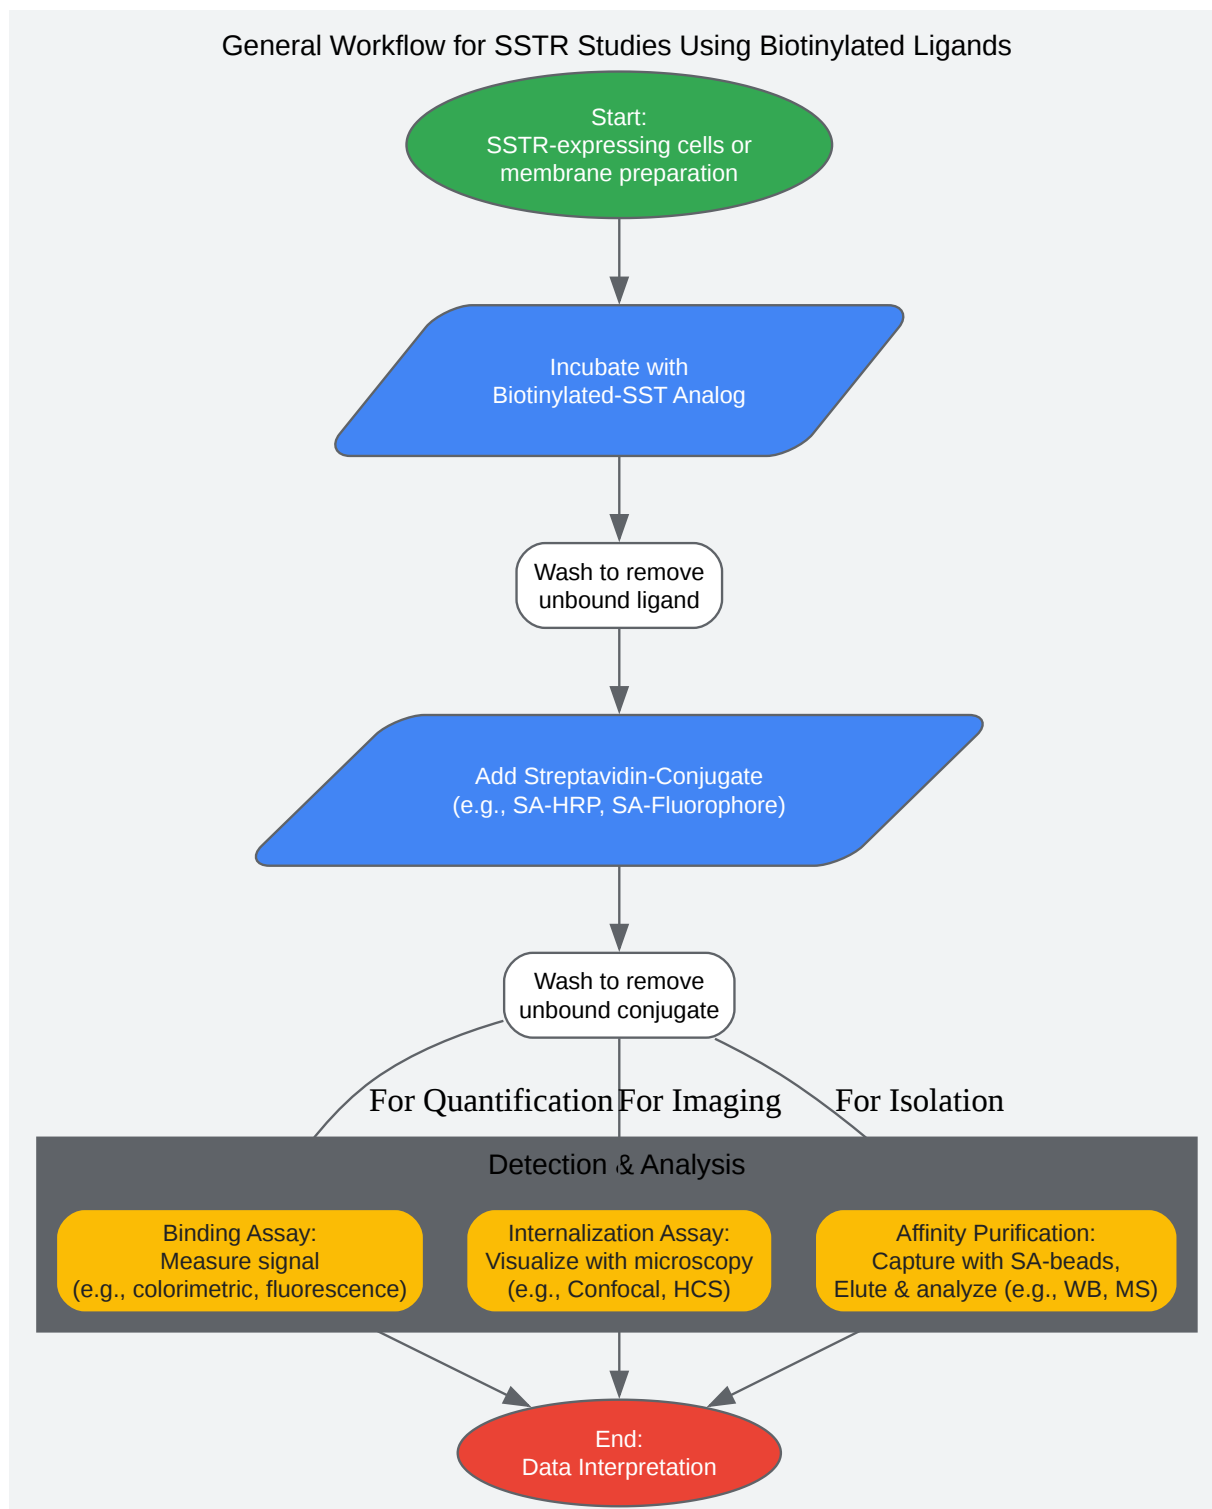 General Workflow for SSTR Studies Using Biotinylated Ligands
Start:
SSTR-expressing cells or
membrane preparation
Incubate with
Biotinylated-SST Analog
Wash to remove
unbound ligand
Add Streptavidin-Conjugate
(e.g., SA-HRP, SA-Fluorophore)
Wash to remove
unbound conjugate
For Quantification
For Imaging
For Isolation
Detection & Analysis
Binding Assay:
Measure signal
(e.g., colorimetric, fluorescence)
Internalization Assay:
Visualize with microscopy
(e.g., Confocal, HCS)
Affinity Purification:
Capture with SA-beads,
Elute & analyze (e.g., WB, MS)
End:
Data Interpretation